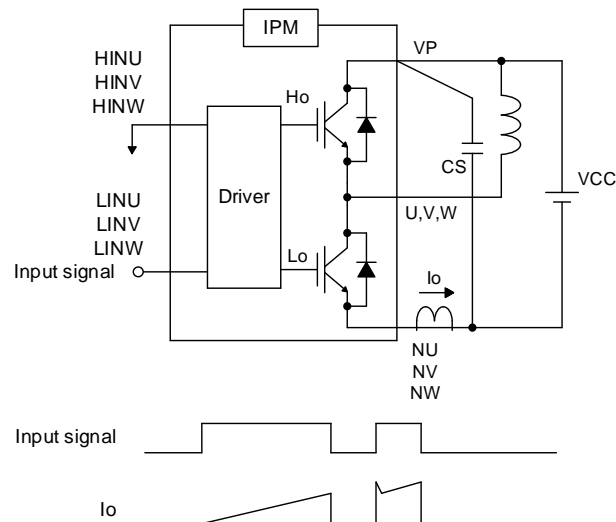 IPM
VP
HINU
HINV
HINW
Ho
Driver
CS
VCC
U,V,W
LINU
LINV
LINW
Input signal
Lo
Io
NU
NV
NW
Input signal
Io